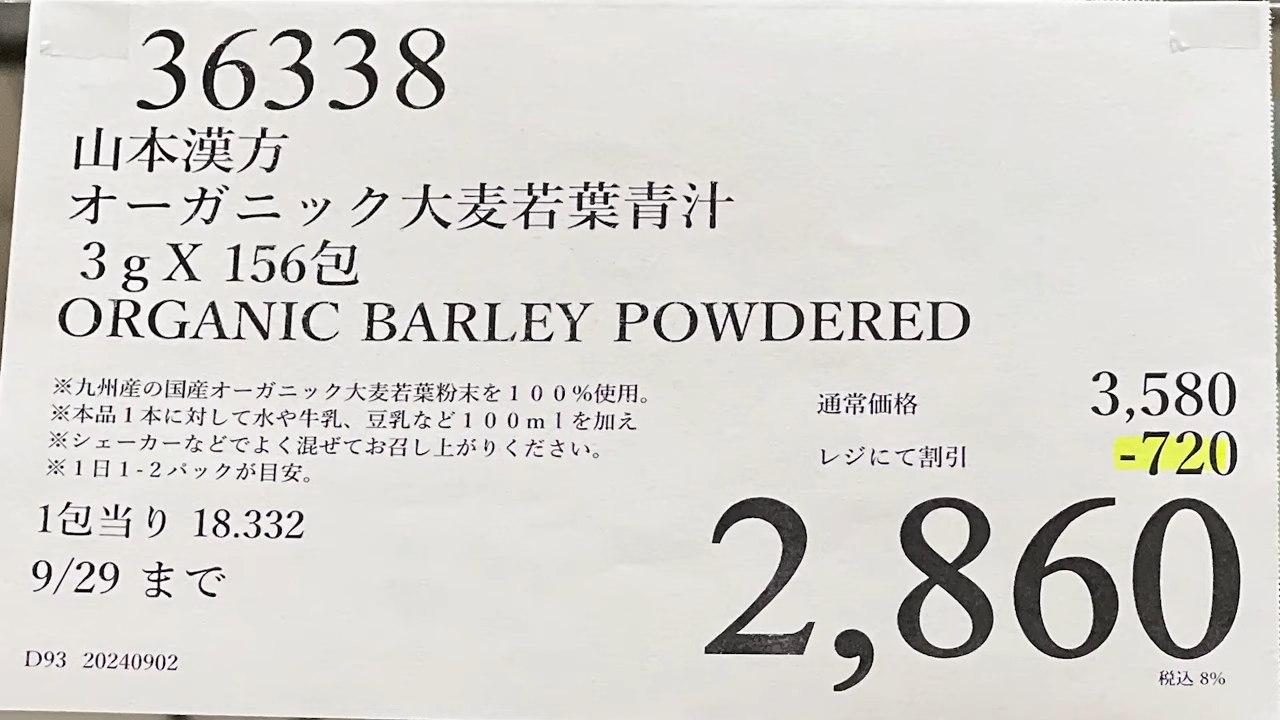 36338
山本漢方
オーガニック大麦若葉青汁
３ｇX 156包
ORGANIC BARLEY POWDERED
※九州産の国産オーガニック大麦若葉粉末を１００%使用。
※本品１本に対して水や牛乳、豆乳など１００ｍｌを加え
※シェーカーなどでよく混ぜてお召し上がりください。
※１日１-２パックが目安。
通常価格 3,580
レジにて割引 -720
2,860
税込 8%
1包当り 18.332
9/29 まで
D93 20240902